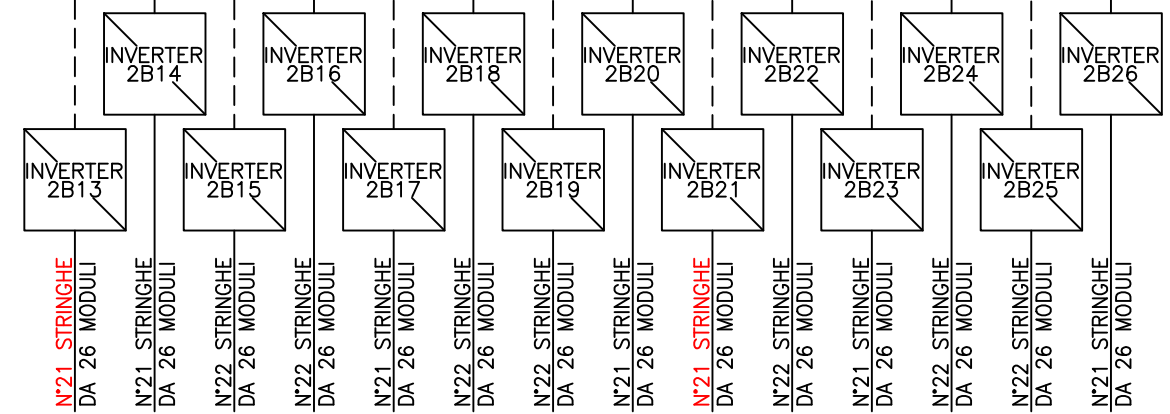 INVERTER
2B14
INVERTER
2B16
INVERTER
2B18
INVERTER
2B20
INVERTER
2B22
INVERTER
2B24
INVERTER
2B26
INVERTER
2B13
INVERTER
2B15
INVERTER
2B17
INVERTER
2B19
INVERTER
2B21
INVERTER
2B23
INVERTER
2B25
N°21 STRINGHE
DA 26 MODULI
N°21 STRINGHE
DA 26 MODULI
N°22 STRINGHE
DA 26 MODULI
N°22 STRINGHE
DA 26 MODULI
N°21 STRINGHE
DA 26 MODULI
N°22 STRINGHE
DA 26 MODULI
N°22 STRINGHE
DA 26 MODULI
N°21 STRINGHE
DA 26 MODULI
N°21 STRINGHE
DA 26 MODULI
N°22 STRINGHE
DA 26 MODULI
N°21 STRINGHE
DA 26 MODULI
N°22 STRINGHE
DA 26 MODULI
N°22 STRINGHE
DA 26 MODULI
N°21 STRINGHE
DA 26 MODULI